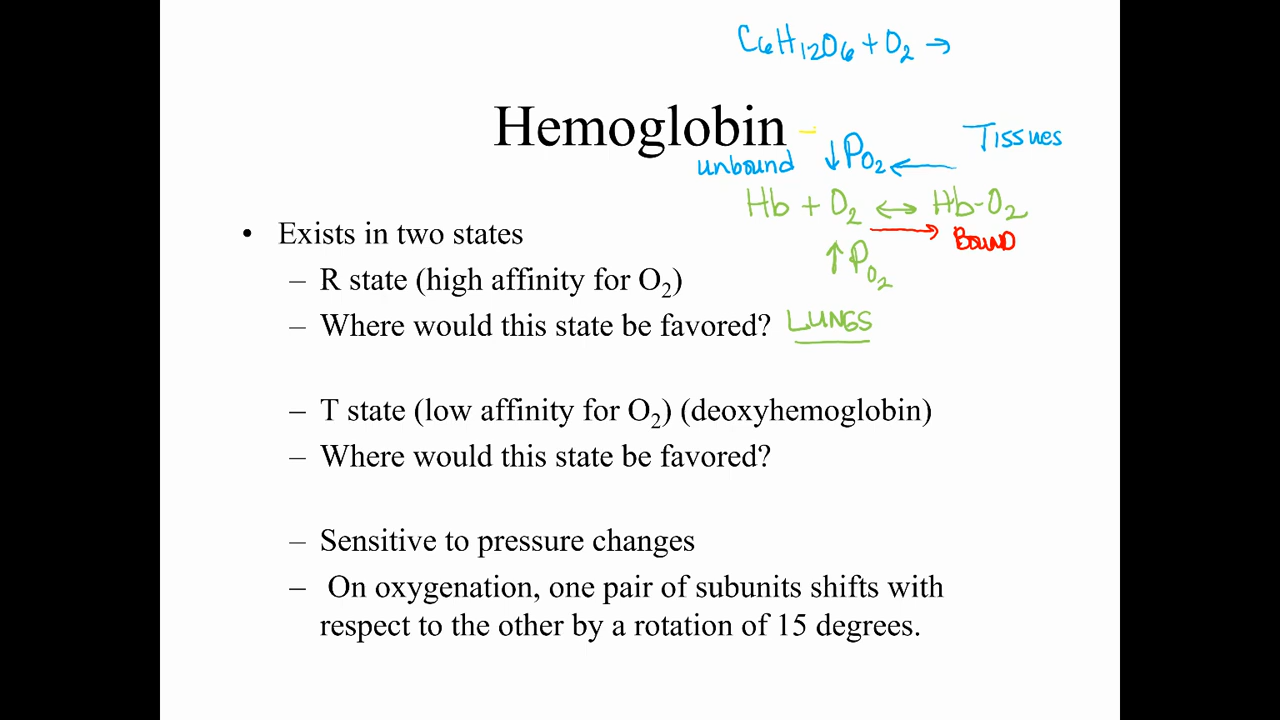 C6H12O6 + O2 →
Hemoglobin
Tissues
unbound ↓PO2 ←
Hb + O2 ↔ Hb-O2
→ BOUND
• Exists in two states
↑PO2
– R state (high affinity for O2)
– Where would this state be favored? LUNGS
– T state (low affinity for O2) (deoxyhemoglobin)
– Where would this state be favored?
– Sensitive to pressure changes
– On oxygenation, one pair of subunits shifts with
respect to the other by a rotation of 15 degrees.